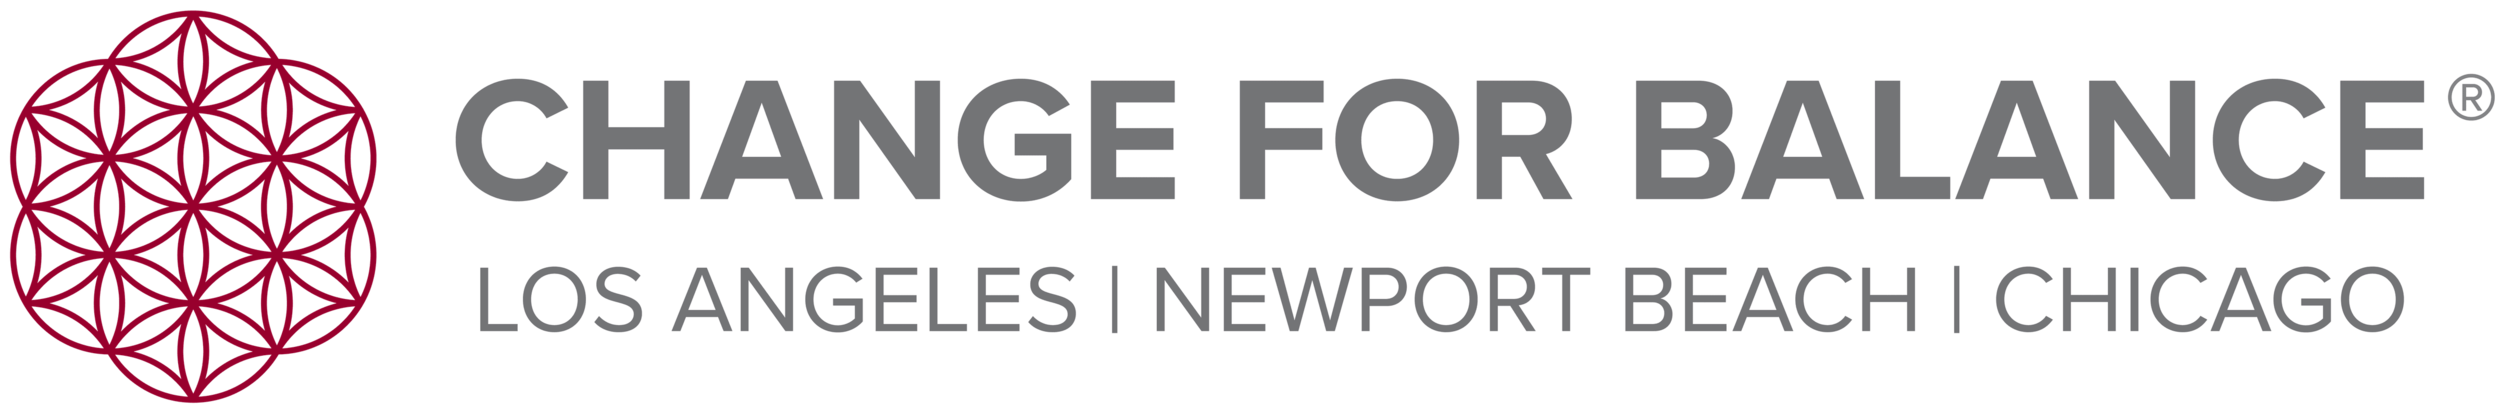 CHANGE FOR BALANCE ®
LOS ANGELES | NEWPORT BEACH | CHICAGO